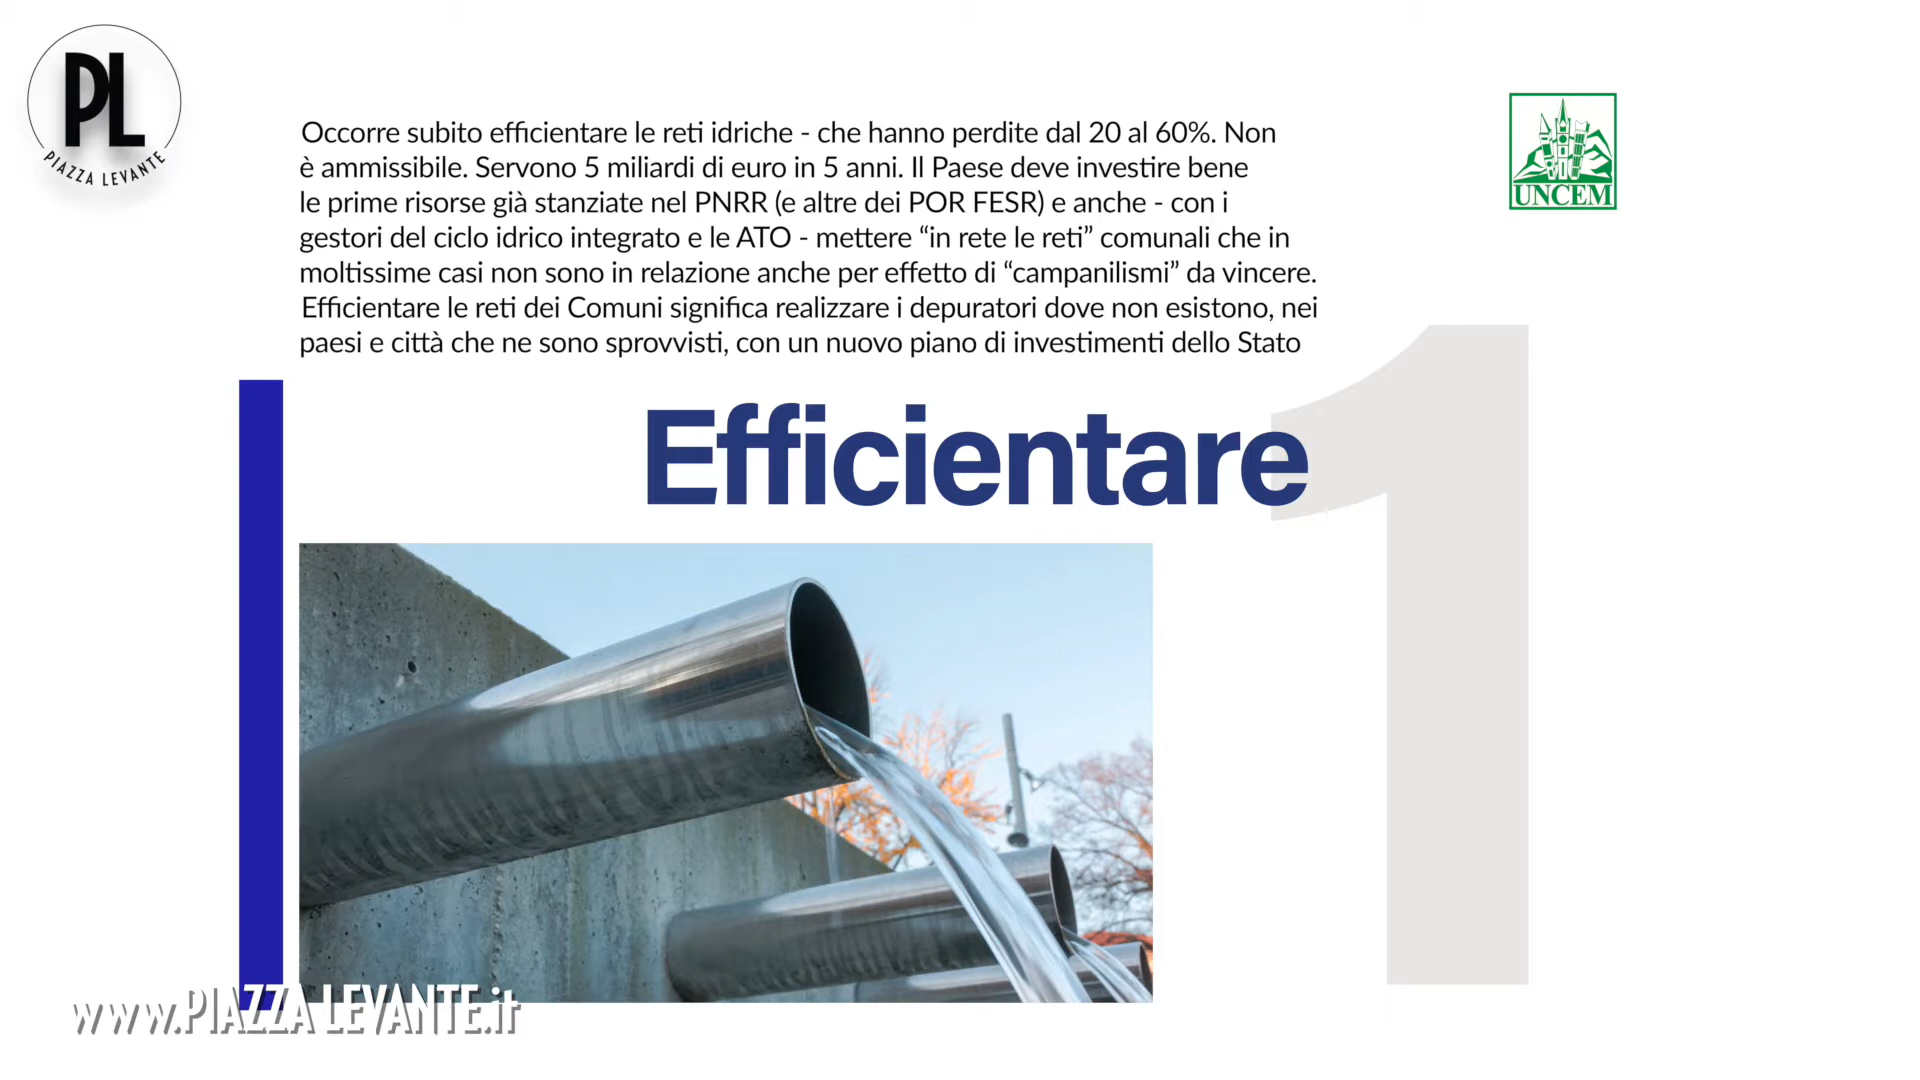 PL
PIAZZA LEVANTE
Occorre subito efficientare le reti idriche - che hanno perdite dal 20 al 60%. Non
è ammissibile. Servono 5 miliardi di euro in 5 anni. Il Paese deve investire bene
le prime risorse già stanziate nel PNRR (e altre dei POR FESR) e anche - con i
gestori del ciclo idrico integrato e le ATO - mettere “in rete le reti” comunali che in
moltissime casi non sono in relazione anche per effetto di “campanilismi” da vincere.
Efficientare le reti dei Comuni significa realizzare i depuratori dove non esistono, nei
paesi e città che ne sono sprovvisti, con un nuovo piano di investimenti dello Stato
UNCEM
Efficientare
1
www.PIAZZA LEVANTE.it